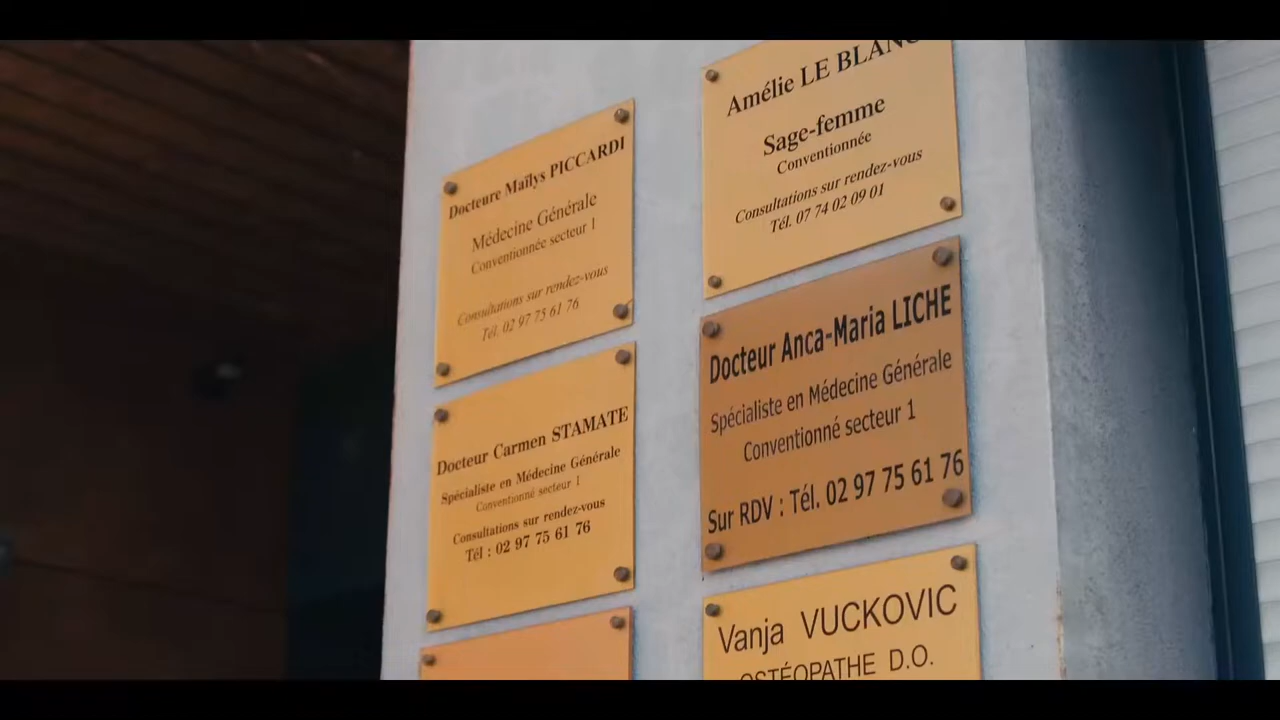 Docteure Maïlys PICCARDI
Médecine Générale
Conventionnée secteur 1
Consultations sur rendez-vous
Tél. 02 97 75 61 76
Docteur Carmen STAMATE
Spécialiste en Médecine Générale
Conventionné secteur 1
Consultations sur rendez-vous
Tél : 02 97 75 61 76
Amélie LE BLANC
Sage-femme
Conventionnée
Consultations sur rendez-vous
Tél. 07 74 02 09 01
Docteur Anca-Maria LICHE
Spécialiste en Médecine Générale
Conventionné secteur 1
Sur RDV : Tél. 02 97 75 61 76
Vanja VUCKOVIC
OSTÉOPATHE D.O.